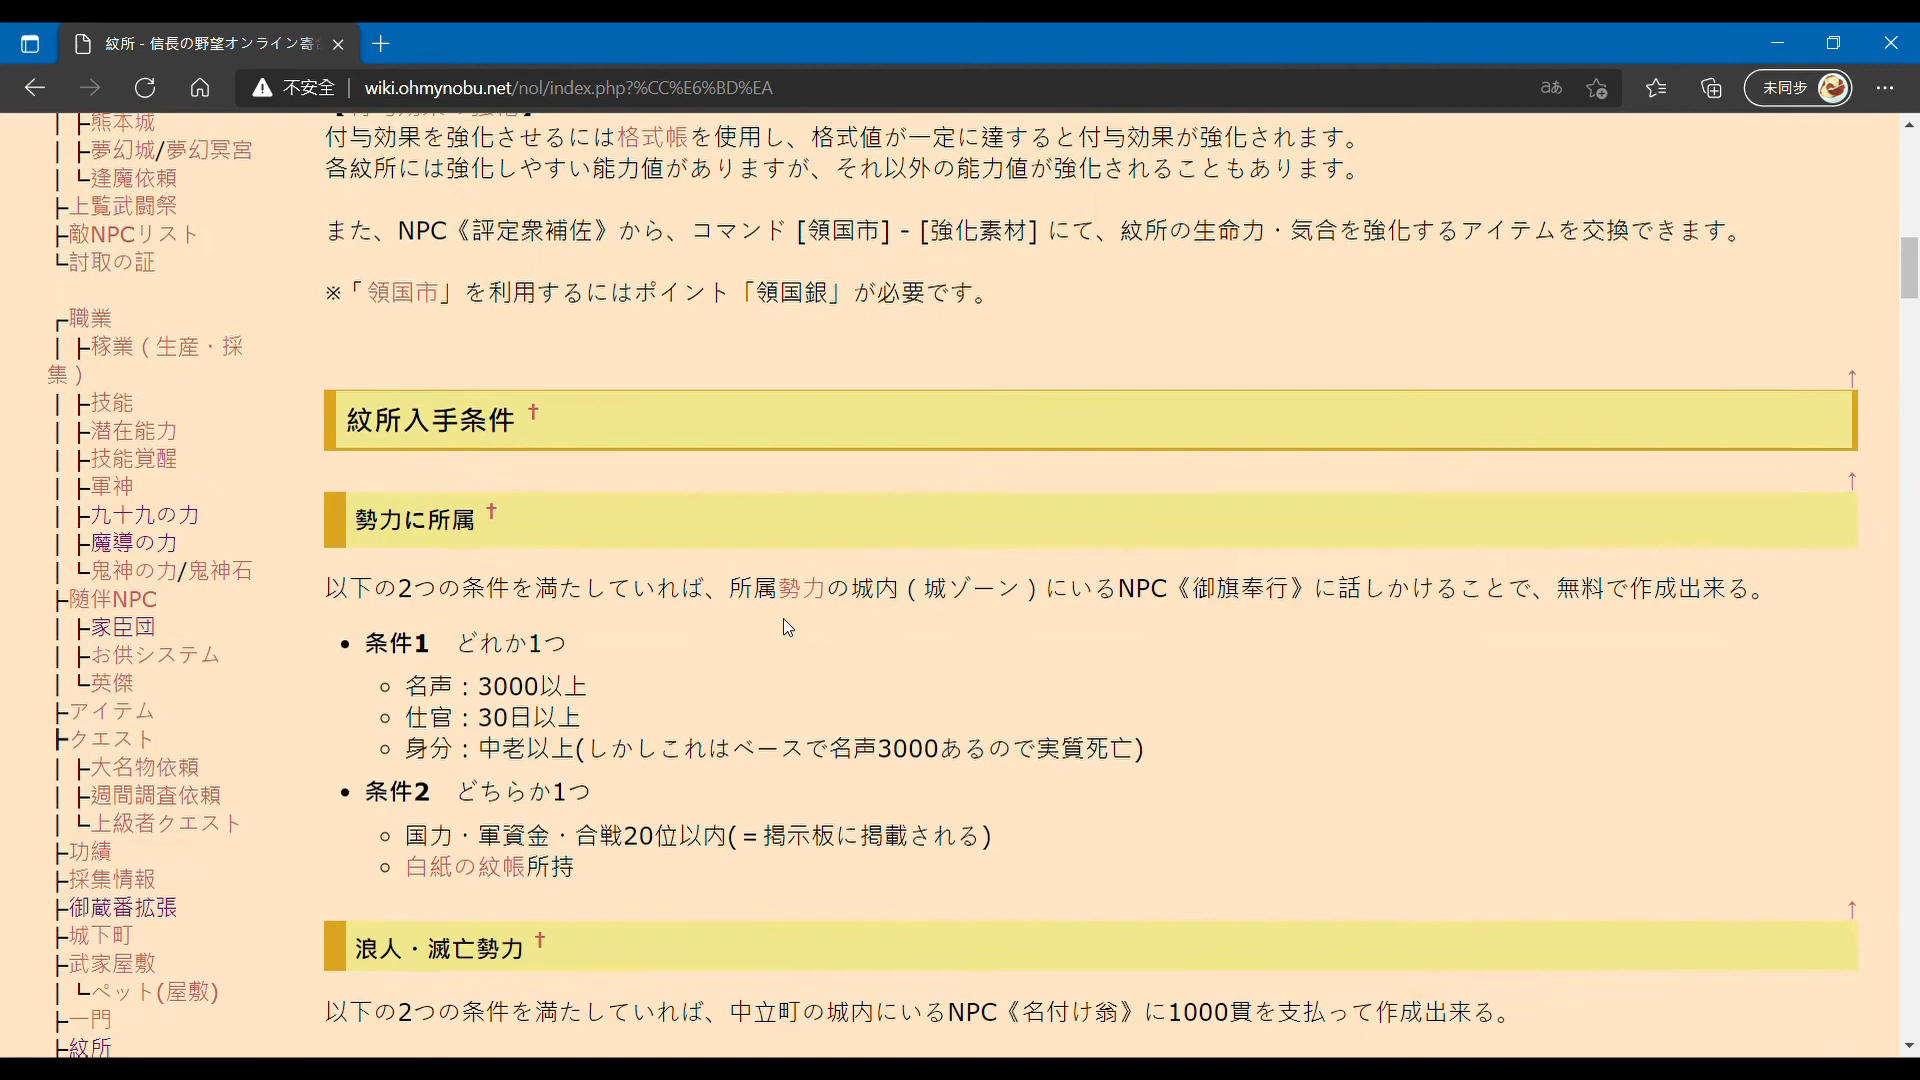 紋所 - 信長の野望オンライン寄
不安全 | wiki.ohmynobu.net/nol/index.php?%CC%E6%BD%EA
aあ
未同步
│ ├熊本城
│ ├夢幻城/夢幻冥宮
│ └逢魔依頼
├上覧武闘祭
├敵NPCリスト
└討取の証
┌職業
│ ├稼業（生産・採
集）
│ ├技能
│ ├潜在能力
│ ├技能覚醒
│ ├軍神
│ ├九十九の力
│ ├魔導の力
│ └鬼神の力/鬼神石
├随伴NPC
│ ├家臣団
│ ├お供システム
│ └英傑
├アイテム
├クエスト
│ ├大名物依頼
│ ├週間調査依頼
│ └上級者クエスト
├功績
├採集情報
├御蔵番拡張
├城下町
├武家屋敷
│ └ペット(屋敷)
├一門
├紋所
付与効果を強化させるには格式帳を使用し、格式値が一定に達すると付与効果が強化されます。
各紋所には強化しやすい能力値がありますが、それ以外の能力値が強化されることもあります。
また、NPC《評定衆補佐》から、コマンド [領国市] - [強化素材] にて、紋所の生命力・気合を強化するアイテムを交換できます。
※「領国市」を利用するにはポイント「領国銀」が必要です。
↑
紋所入手条件 †
↑
勢力に所属 †
以下の2つの条件を満たしていれば、所属勢力の城内（城ゾーン）にいるNPC《御旗奉行》に話しかけることで、無料で作成出来る。
• 条件1　どれか1つ
○ 名声：3000以上
○ 仕官：30日以上
○ 身分：中老以上(しかしこれはベースで名声3000あるので実質死亡)
• 条件2　どちらか1つ
○ 国力・軍資金・合戦20位以内(＝掲示板に掲載される)
○ 白紙の紋帳所持
↑
浪人・滅亡勢力 †
以下の2つの条件を満たしていれば、中立町の城内にいるNPC《名付け翁》に1000貫を支払って作成出来る。